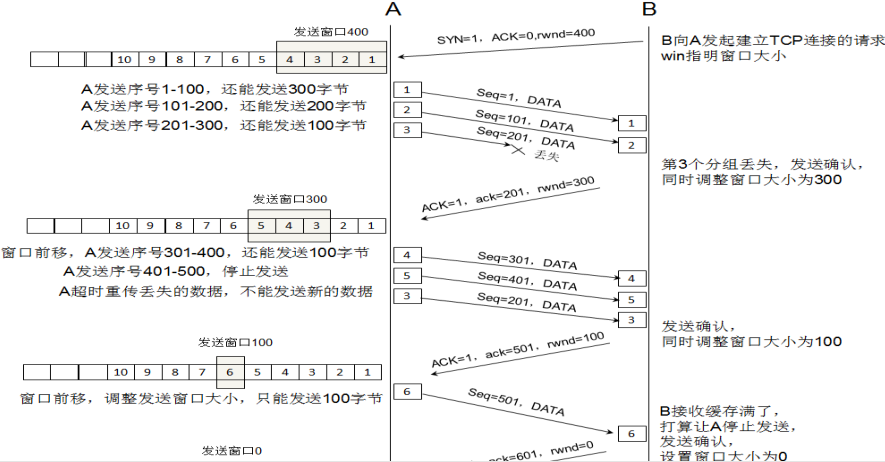 A
B
发送窗口400
SYN=1，ACK=0,rwnd=400
B向A发起建立TCP连接的请求
win指明窗口大小
10 9 8 7 6 5 4 3 2 1
A发送序号1-100，还能发送300字节
A发送序号101-200，还能发送200字节
A发送序号201-300，还能发送100字节
1
Seq=1，DATA
1
2
Seq=101，DATA
2
3
Seq=201，DATA
丢失
第3个分组丢失，发送确认，
同时调整窗口大小为300
ACK=1，ack=201，rwnd=300
发送窗口300
10 9 8 7 6 5 4 3 2 1
窗口前移，A发送序号301-400，还能发送100字节
A发送序号401-500，停止发送
A超时重传丢失的数据，不能发送新的数据
4
Seq=301，DATA
4
5
Seq=401，DATA
5
3
Seq=201，DATA
3
发送确认，
同时调整窗口大小为100
ACK=1，ack=501，rwnd=100
发送窗口100
10 9 8 7 6 5 4 3 2 1
窗口前移，调整发送窗口大小，只能发送100字节
6
Seq=501，DATA
6
B接收缓存满了，
打算让A停止发送，
发送确认，
设置窗口大小为0
发送窗口0
ack=601，rwnd=0